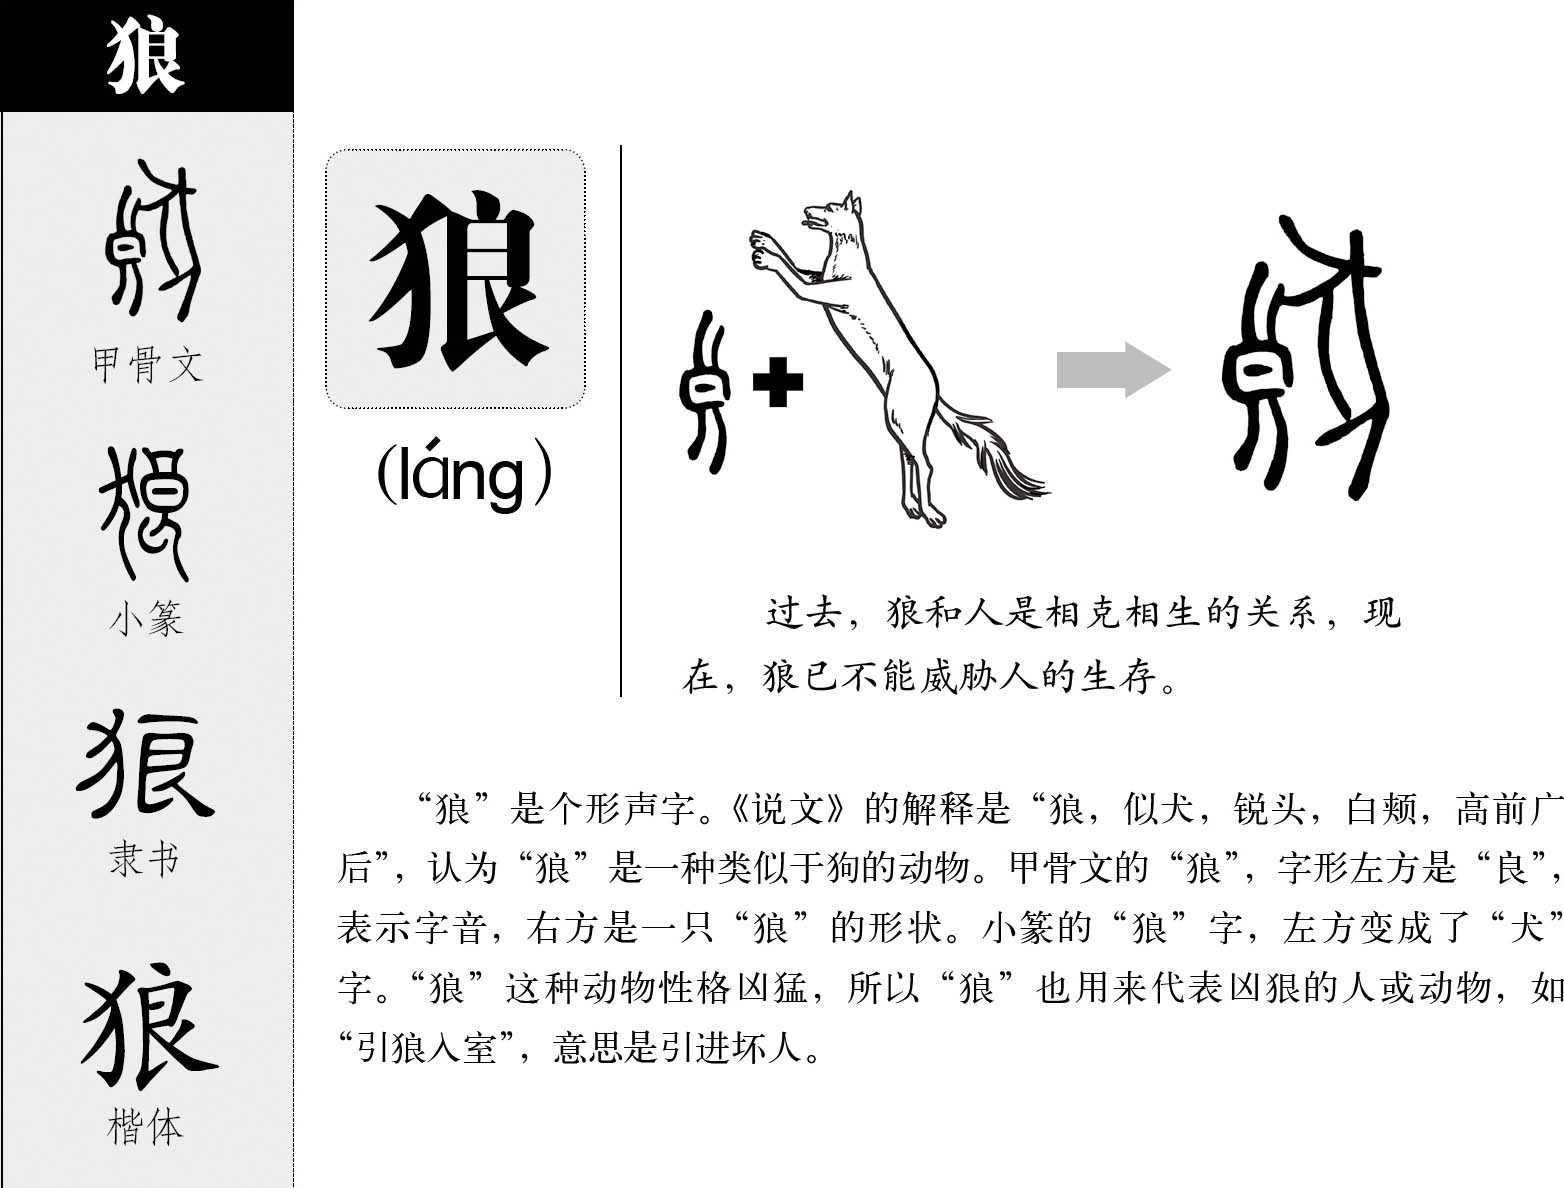 狼
甲骨文
小篆
隶书
楷体
狼
(láng)
过去，狼和人是相克相生的关系，现
在，狼已不能威胁人的生存。
“狼”是个形声字。《说文》的解释是“狼，似犬，锐头，白颊，高前广
后”，认为“狼”是一种类似于狗的动物。甲骨文的“狼”，字形左方是“良”，
表示字音，右方是一只“狼”的形状。小篆的“狼”字，左方变成了“犬”
字。“狼”这种动物性格凶猛，所以“狼”也用来代表凶狠的人或动物，如
“引狼入室”，意思是引进坏人。